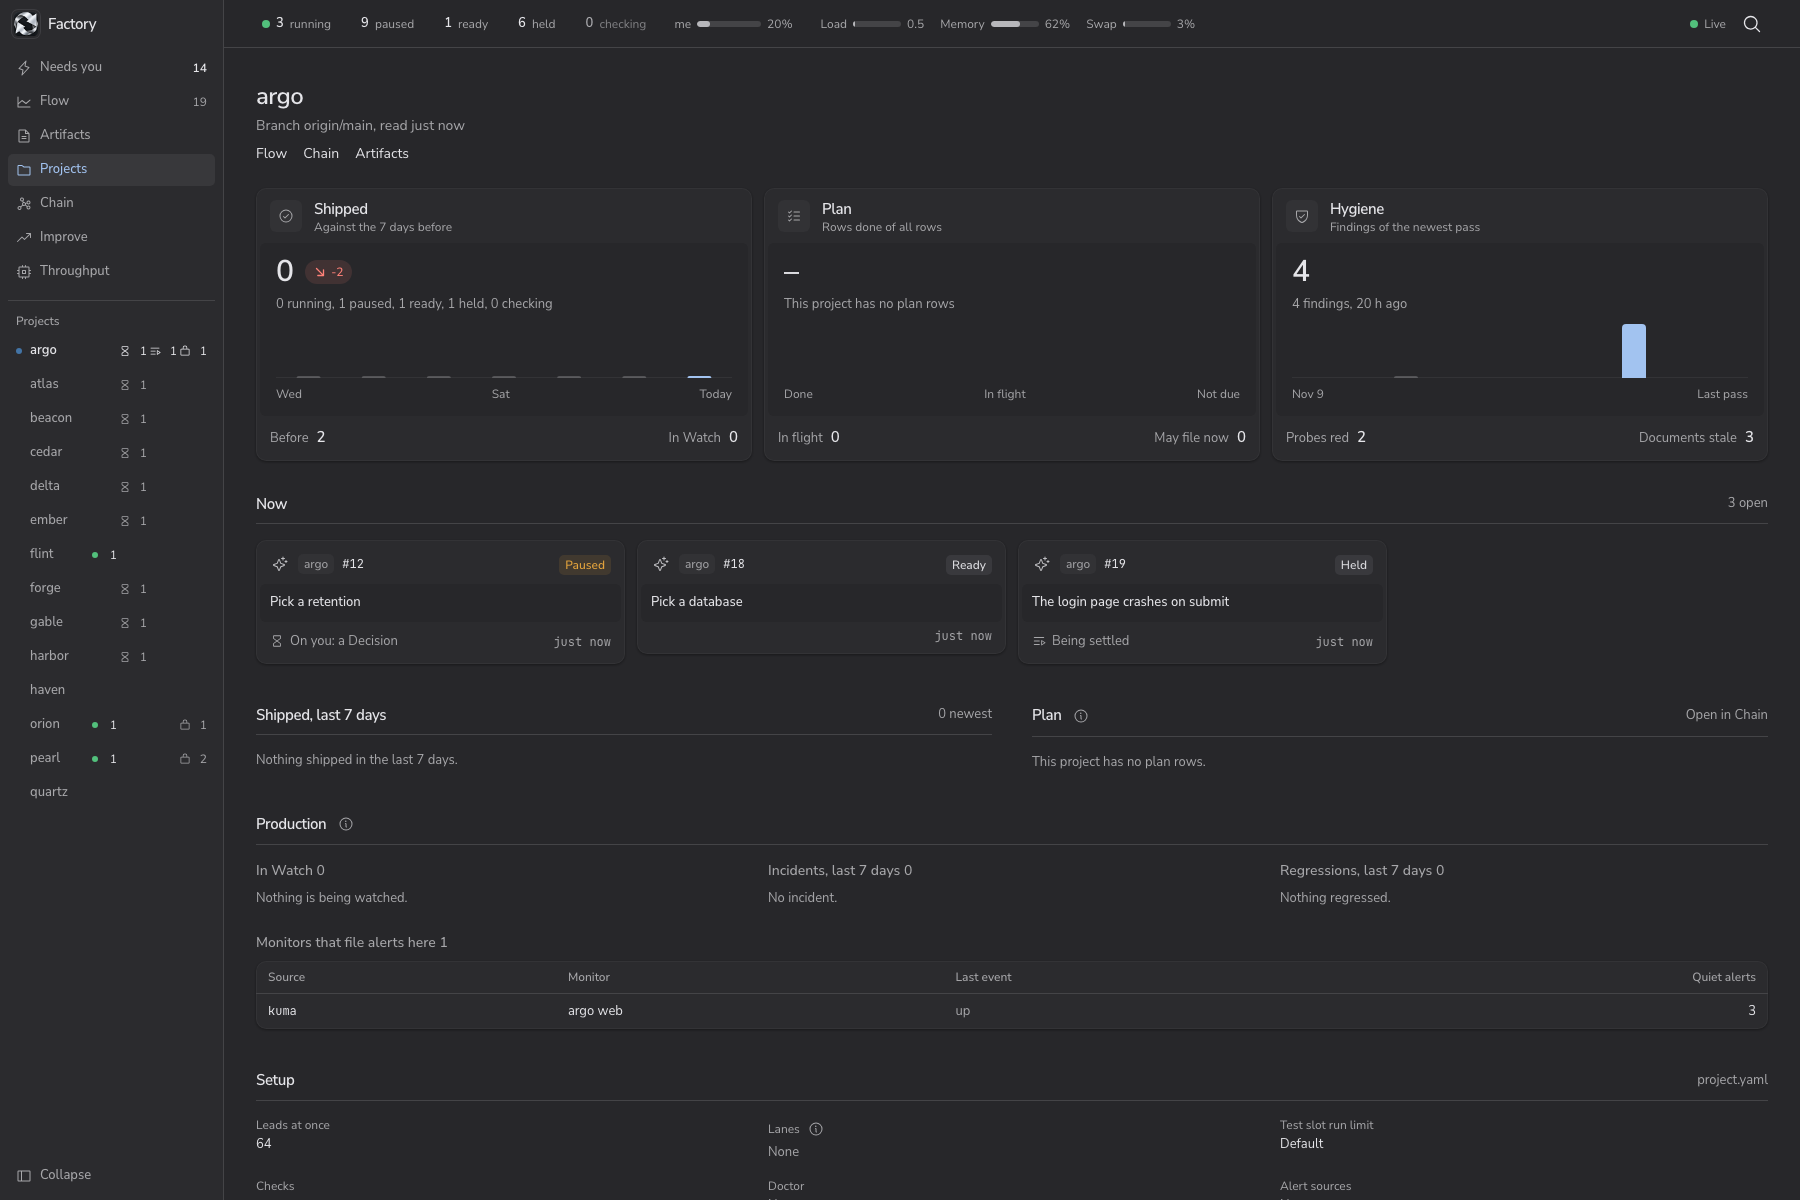 Factory
3 running 9 paused 1 ready 6 held 0 checking me 20% Load 0.5 Memory 62% Swap 3% Live
Needs you 14
Flow 19
Artifacts
Projects
Chain
Improve
Throughput
Projects
argo 1 1 1
atlas 1
beacon 1
cedar 1
delta 1
ember 1
flint 1
forge 1
gable 1
harbor 1
haven
orion 1 1
pearl 1 2
quartz
Collapse
argo
Branch origin/main, read just now
Flow Chain Artifacts
Shipped
Against the 7 days before
0 -2
0 running, 1 paused, 1 ready, 1 held, 0 checking
Wed Sat Today
Before 2 In Watch 0
Plan
Rows done of all rows
–
This project has no plan rows
Done In flight Not due
In flight 0 May file now 0
Hygiene
Findings of the newest pass
4
4 findings, 20 h ago
Nov 9 Last pass
Probes red 2 Documents stale 3
Now 3 open
argo #12 Paused
Pick a retention
On you: a Decision just now
argo #18 Ready
Pick a database
just now
argo #19 Held
The login page crashes on submit
Being settled just now
Shipped, last 7 days 0 newest
Nothing shipped in the last 7 days.
Plan Open in Chain
This project has no plan rows.
Production
In Watch 0
Nothing is being watched.
Incidents, last 7 days 0
No incident.
Regressions, last 7 days 0
Nothing regressed.
Monitors that file alerts here 1
Source Monitor Last event Quiet alerts
kuma argo web up 3
Setup project.yaml
Leads at once
64
Lanes
None
Test slot run limit
Default
Checks Doctor Alert sources